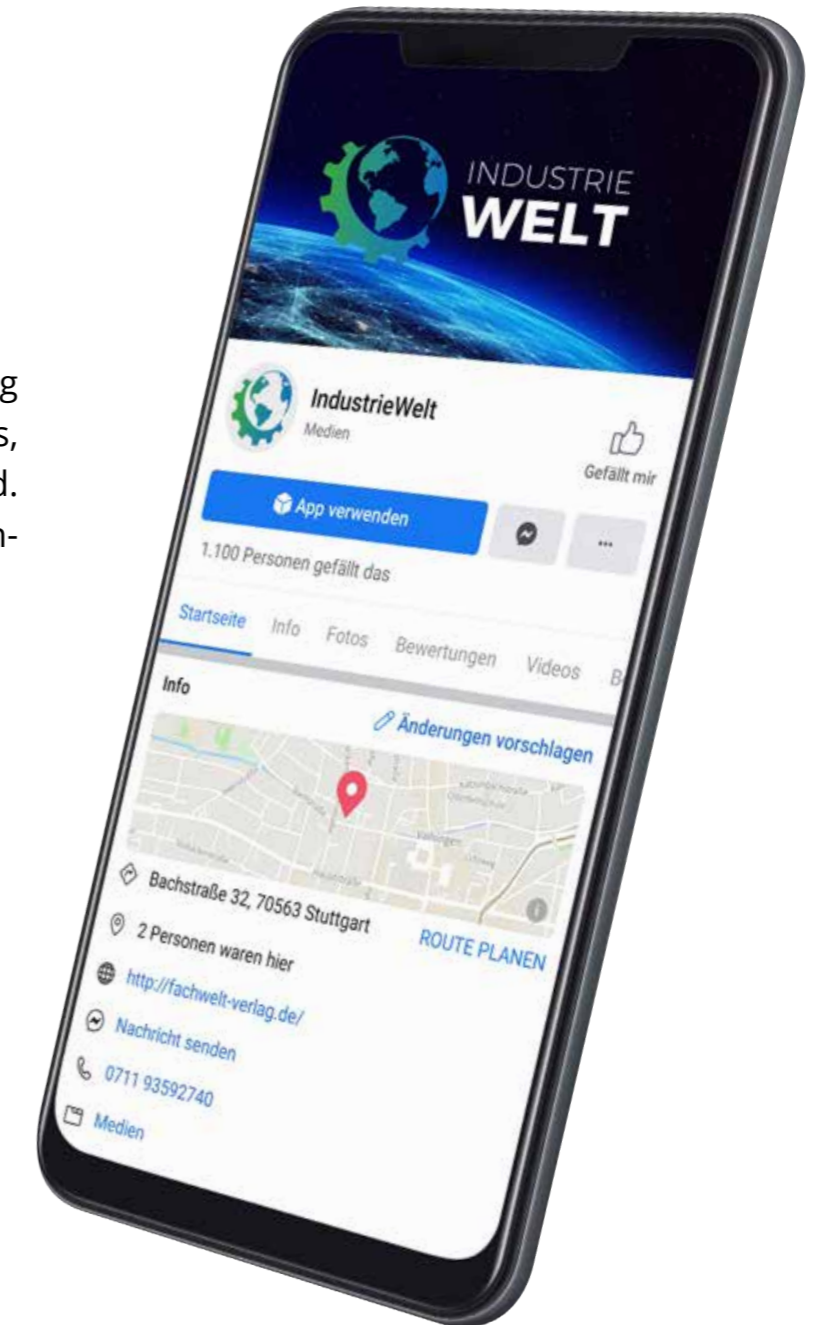 g
s,
d.
n-
INDUSTRIE
WELT
IndustrieWelt
Medien
Gefällt mir
App verwenden
...
1.100 Personen gefällt das
Startseite Info Fotos Bewertungen Videos
Info
Änderungen vorschlagen
Vaihingen
Bachstraße 32, 70563 Stuttgart
ROUTE PLANEN
2 Personen waren hier
http://fachwelt-verlag.de/
Nachricht senden
0711 93592740
Medien